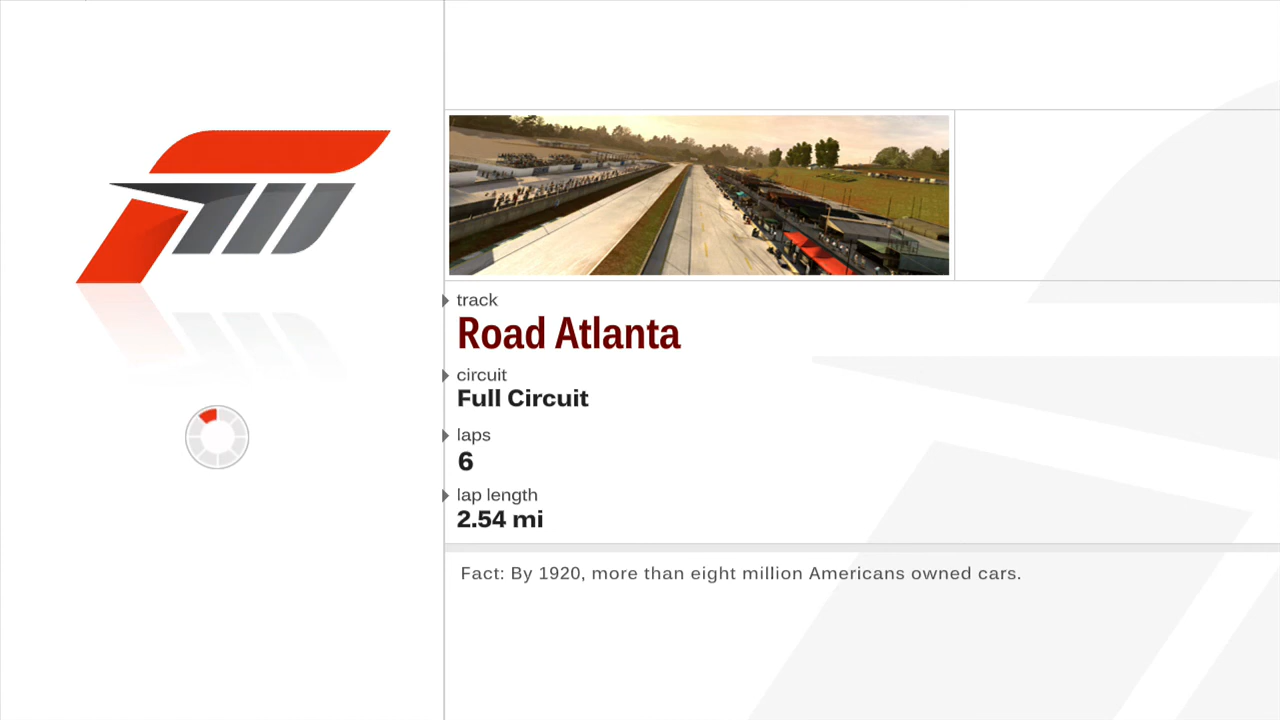 track
Road Atlanta
circuit
Full Circuit
laps
6
lap length
2.54 mi
Fact: By 1920, more than eight million Americans owned cars.